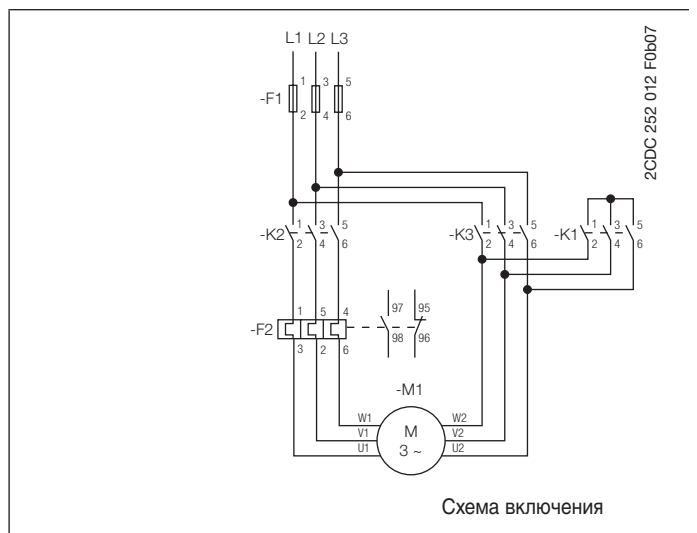 L1 L2 L3
-F1
1 3 5
2 4 6
2CDC 252 012 F0b07
-K2
1 3 5
2 4 6
-K3
1 3 5
2 4 6
-K1
1 3 5
2 4 6
-F2
1 5 4
3 2 6
97 95
98 96
-M1
W1 W2
V1 M V2
U1 3 ~ U2
Схема включения